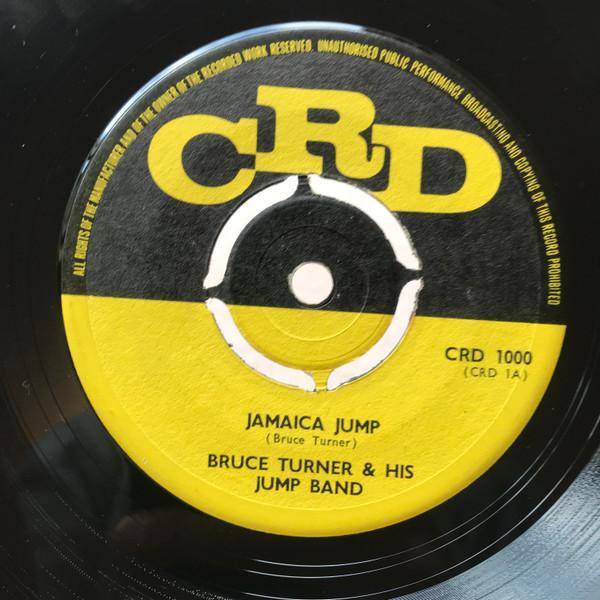 ALL RIGHTS OF THE MANUFACTURER AND OF THE OWNER OF THE RECORDED WORK RESERVED. UNAUTHORISED PUBLIC PERFORMANCE BROADCASTING AND COPYING OF THIS RECORD PROHIBITED
CRD
CRD 1000
(CRD 1A)
JAMAICA JUMP
(Bruce Turner)
BRUCE TURNER & HIS
JUMP BAND